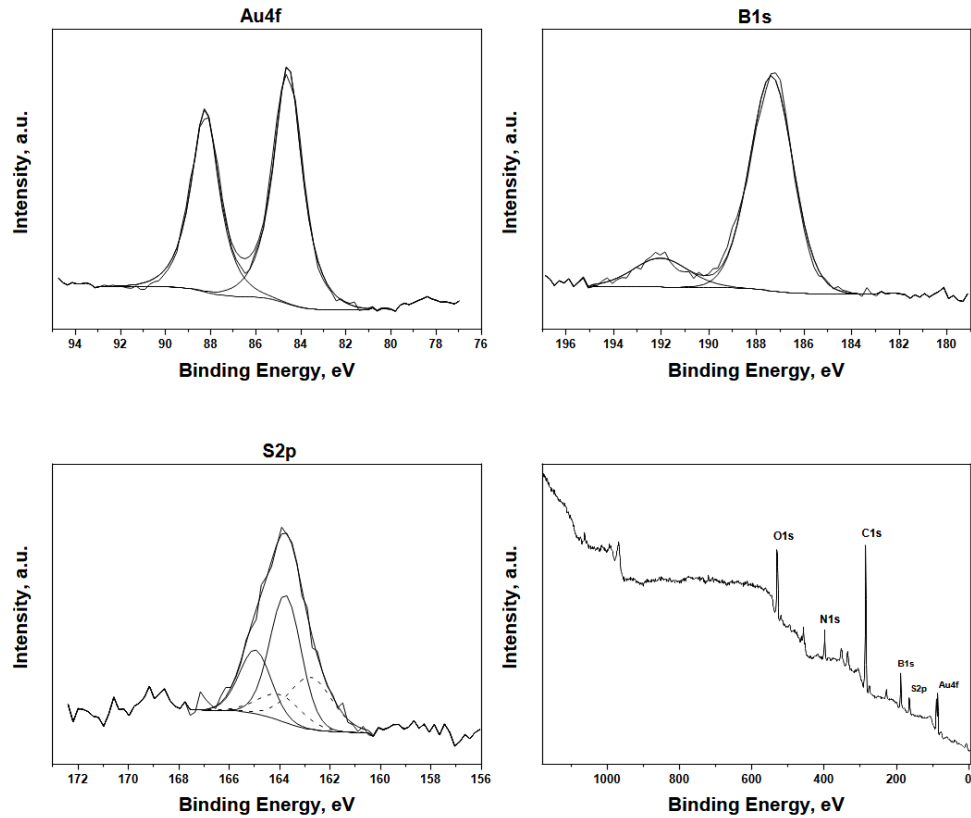 Au4f
Intensity, a.u.
94 92 90 88 86 84 82 80 78 76
Binding Energy, eV
B1s
Intensity, a.u.
196 194 192 190 188 186 184 182 180
Binding Energy, eV
S2p
Intensity, a.u.
172 170 168 166 164 162 160 158 156
Binding Energy, eV
Intensity, a.u.
O1s
C1s
N1s
B1s
S2p
Au4f
1000 800 600 400 200 0
Binding Energy, eV